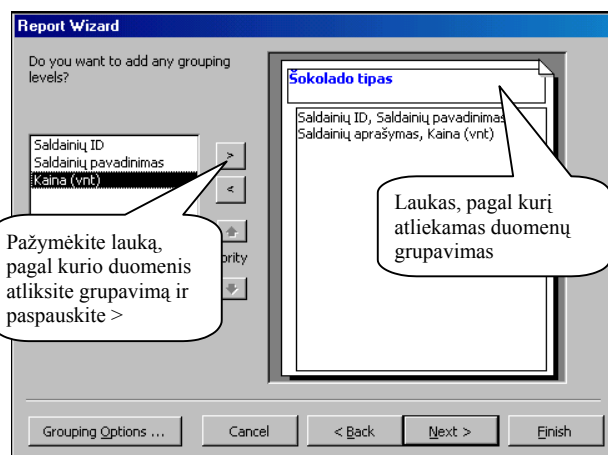 Report Wizard
Do you want to add any grouping
levels?
Saldainių ID
Saldainių pavadinimas
Kaina (vnt)
>
<
ority
Pažymėkite lauką,
pagal kurio duomenis
atliksite grupavimą ir
paspauskite >
Šokolado tipas
Saldainių ID, Saldainių pavadinimas
Saldainių aprašymas, Kaina (vnt)
Laukas, pagal kurį
atliekamas duomenų
grupavimas
Grouping Options ...
Cancel
< Back
Next >
Finish